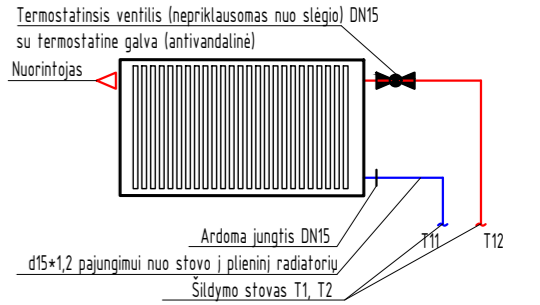 Termostatinsis ventilis (nepriklausomas nuo slėgio) DN15
su termostatine galva (antivandalinė)
Nuorintojas
Ardoma jungtis DN15
T11
T12
d15*1,2 pajungimui nuo stovo į plieninį radiatorių
Šildymo stovas T1, T2